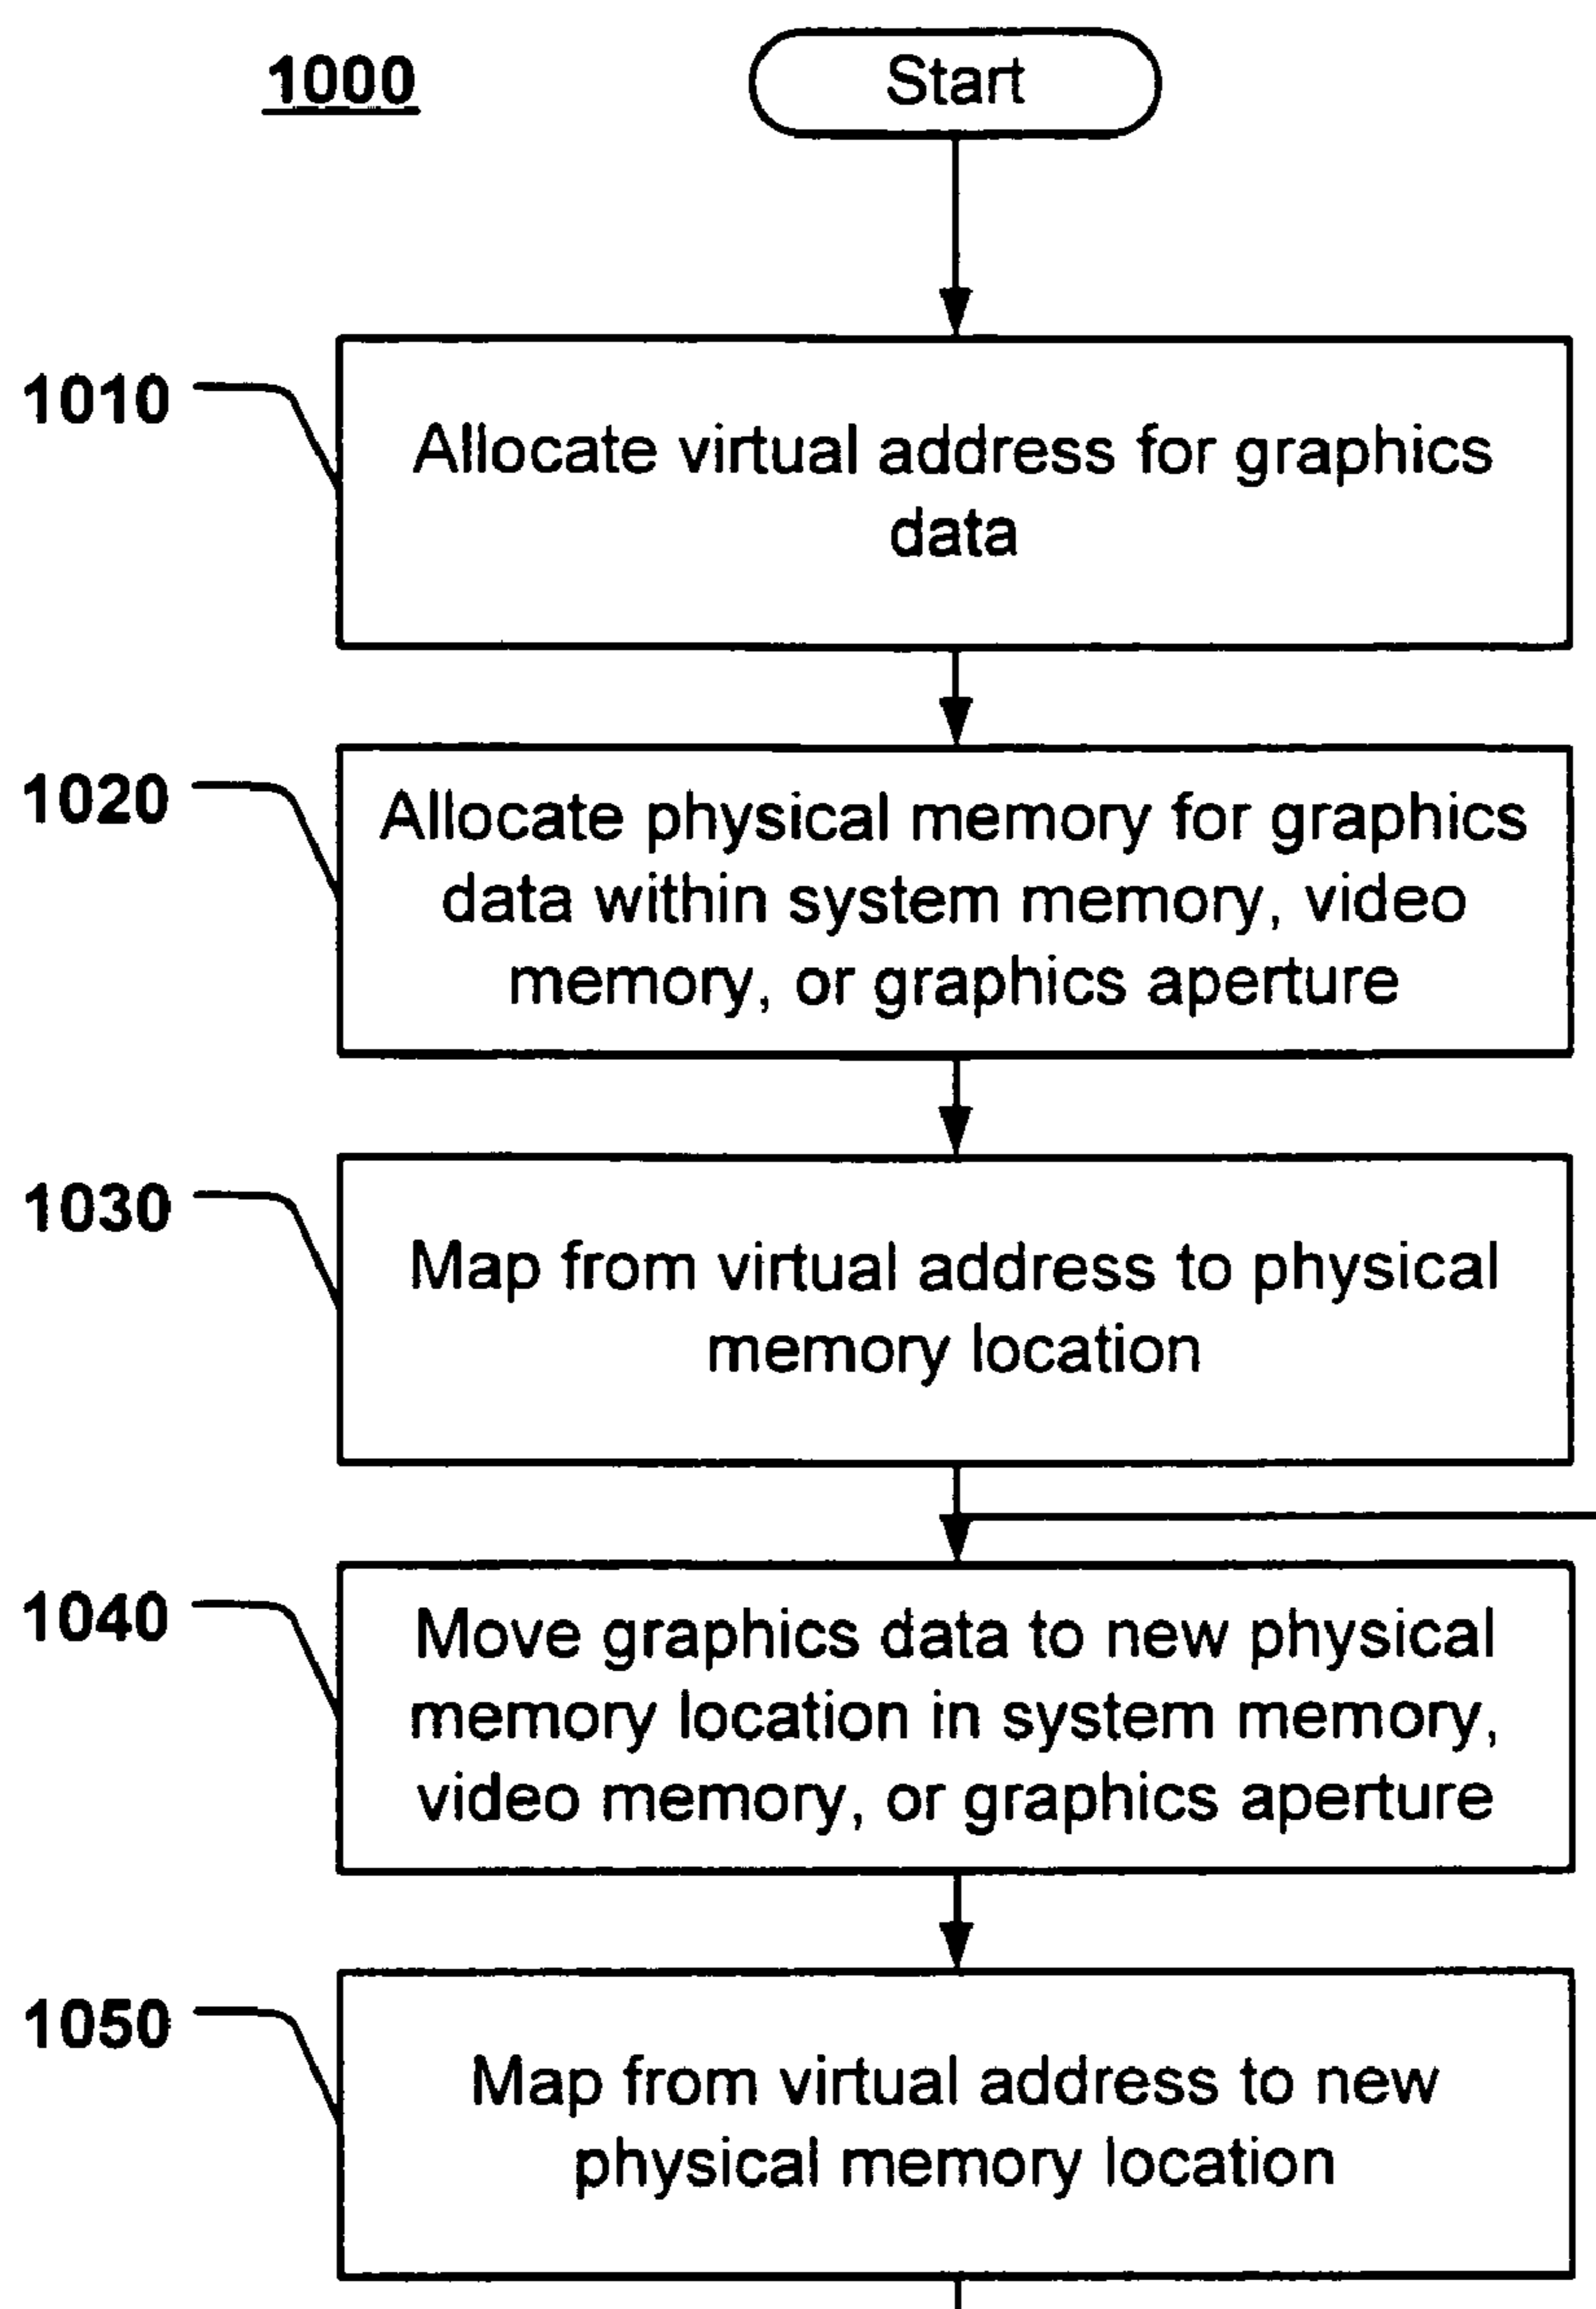 1000
Start
1010
Allocate virtual address for graphics
data
1020
Allocate physical memory for graphics
data within system memory, video
memory, or graphics aperture
1030
Map from virtual address to physical
memory location
1040
Move graphics data to new physical
memory location in system memory,
video memory, or graphics aperture
1050
Map from virtual address to new
physical memory location